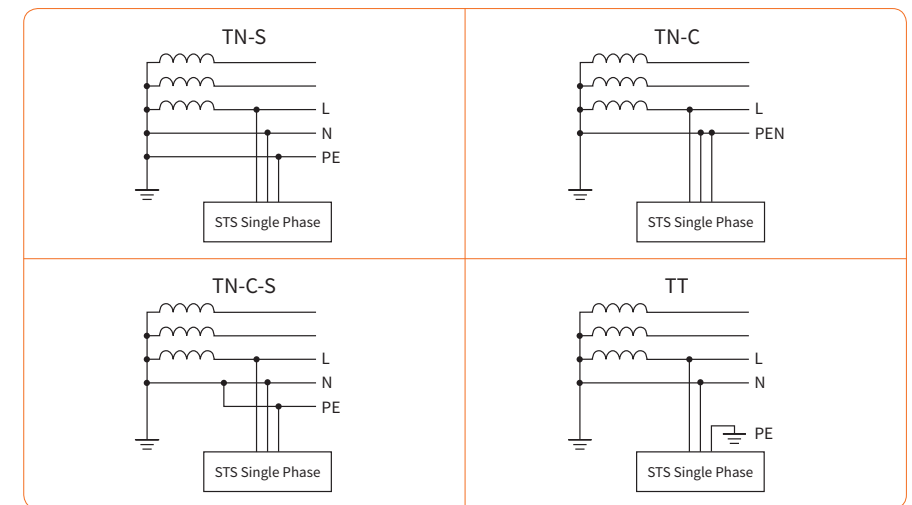 TN-S
L
N
PE
STS Single Phase
TN-C
L
PEN
STS Single Phase
TN-C-S
L
N
PE
STS Single Phase
TT
L
N
PE
STS Single Phase